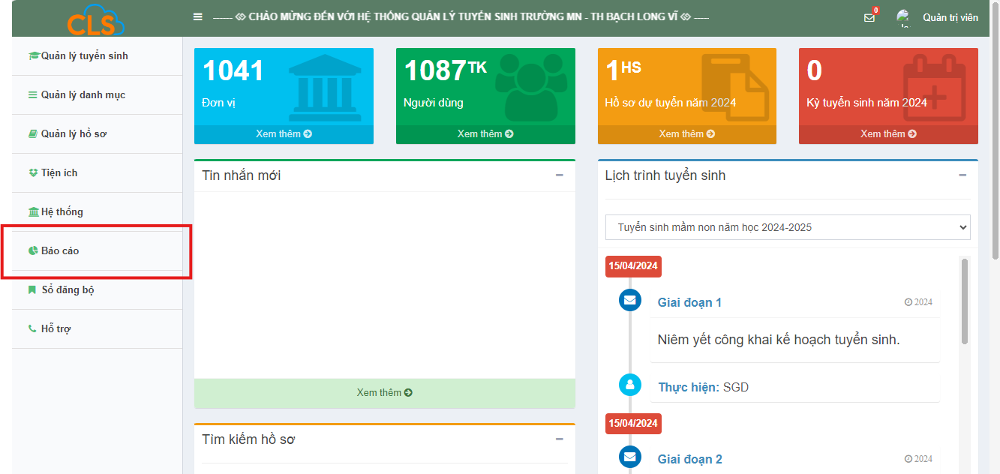 CLS
------ CHÀO MỪNG ĐẾN VỚI HỆ THỐNG QUẢN LÝ TUYỂN SINH TRƯỜNG MN - TH BẠCH LONG VĨ -----
0
Quản trị viên
Quản lý tuyển sinh
Quản lý danh mục
Quản lý hồ sơ
Tiện ích
Hệ thống
Báo cáo
Sổ đăng bộ
Hỗ trợ
1041
Đơn vị
Xem thêm
1087TK
Người dùng
Xem thêm
1HS
Hồ sơ dự tuyển năm 2024
Xem thêm
0
Kỳ tuyển sinh năm 2024
Xem thêm
Tin nhắn mới
Xem thêm
Tìm kiếm hồ sơ
Lịch trình tuyển sinh
Tuyển sinh mầm non năm học 2024-2025
15/04/2024
Giai đoạn 1
2024
Niêm yết công khai kế hoạch tuyển sinh.
Thực hiện: SGD
15/04/2024
Giai đoạn 2
2024